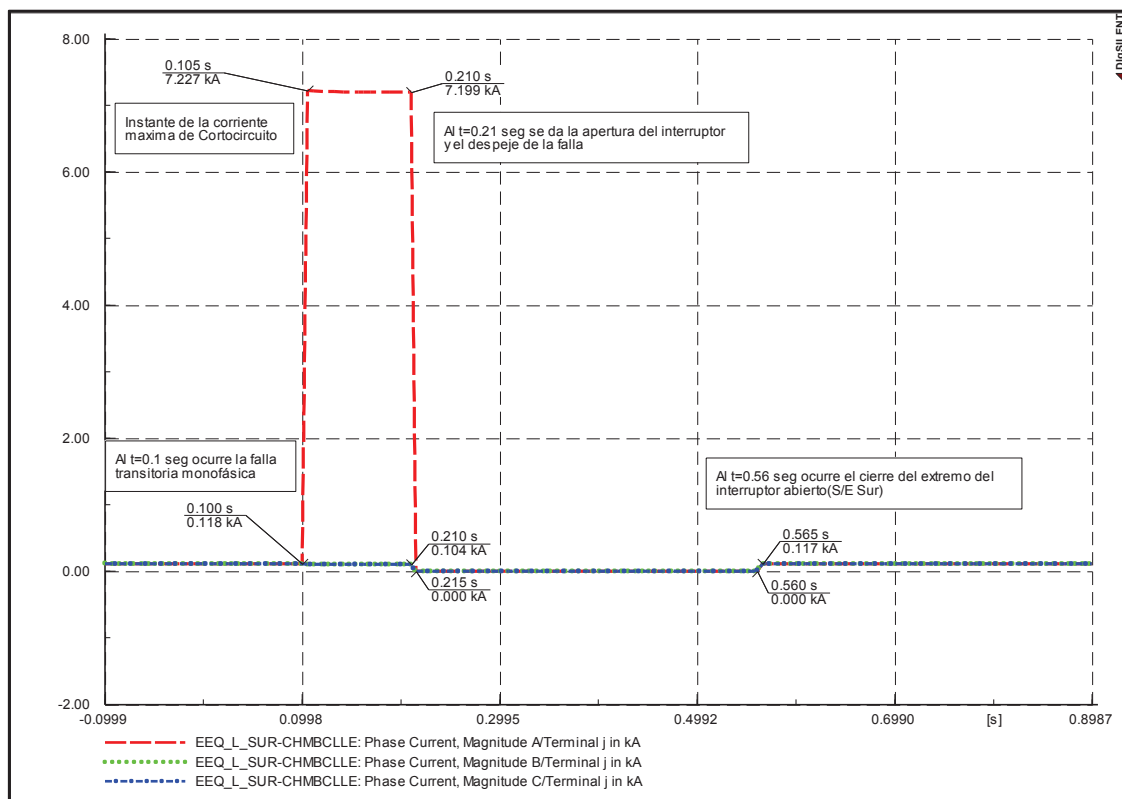 DIgSILENT
8.00
6.00
4.00
2.00
0.00
-2.00
0.105 s
7.227 kA
0.210 s
7.199 kA
Instante de la corriente
maxima de Cortocircuito
Al t=0.21 seg se da la apertura del interruptor
y el despeje de la falla
Al t=0.1 seg ocurre la falla
transitoria monofásica
Al t=0.56 seg ocurre el cierre del extremo del
interruptor abierto(S/E Sur)
0.100 s
0.118 kA
0.210 s
0.104 kA
0.215 s
0.000 kA
0.565 s
0.117 kA
0.560 s
0.000 kA
-0.0999
0.0998
0.2995
0.4992
0.6990
[s]
0.8987
EEQ_L_SUR-CHMBCLLE: Phase Current, Magnitude A/Terminal j in kA
EEQ_L_SUR-CHMBCLLE: Phase Current, Magnitude B/Terminal j in kA
EEQ_L_SUR-CHMBCLLE: Phase Current, Magnitude C/Terminal j in kA